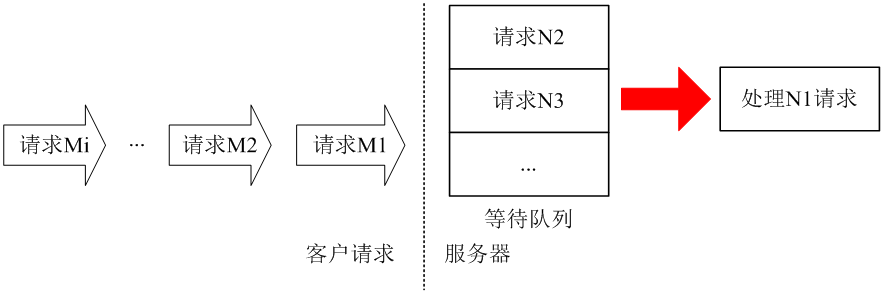 请求Mi
...
请求M2
请求M1
请求N2
请求N3
...
等待队列
处理N1请求
客户请求
服务器